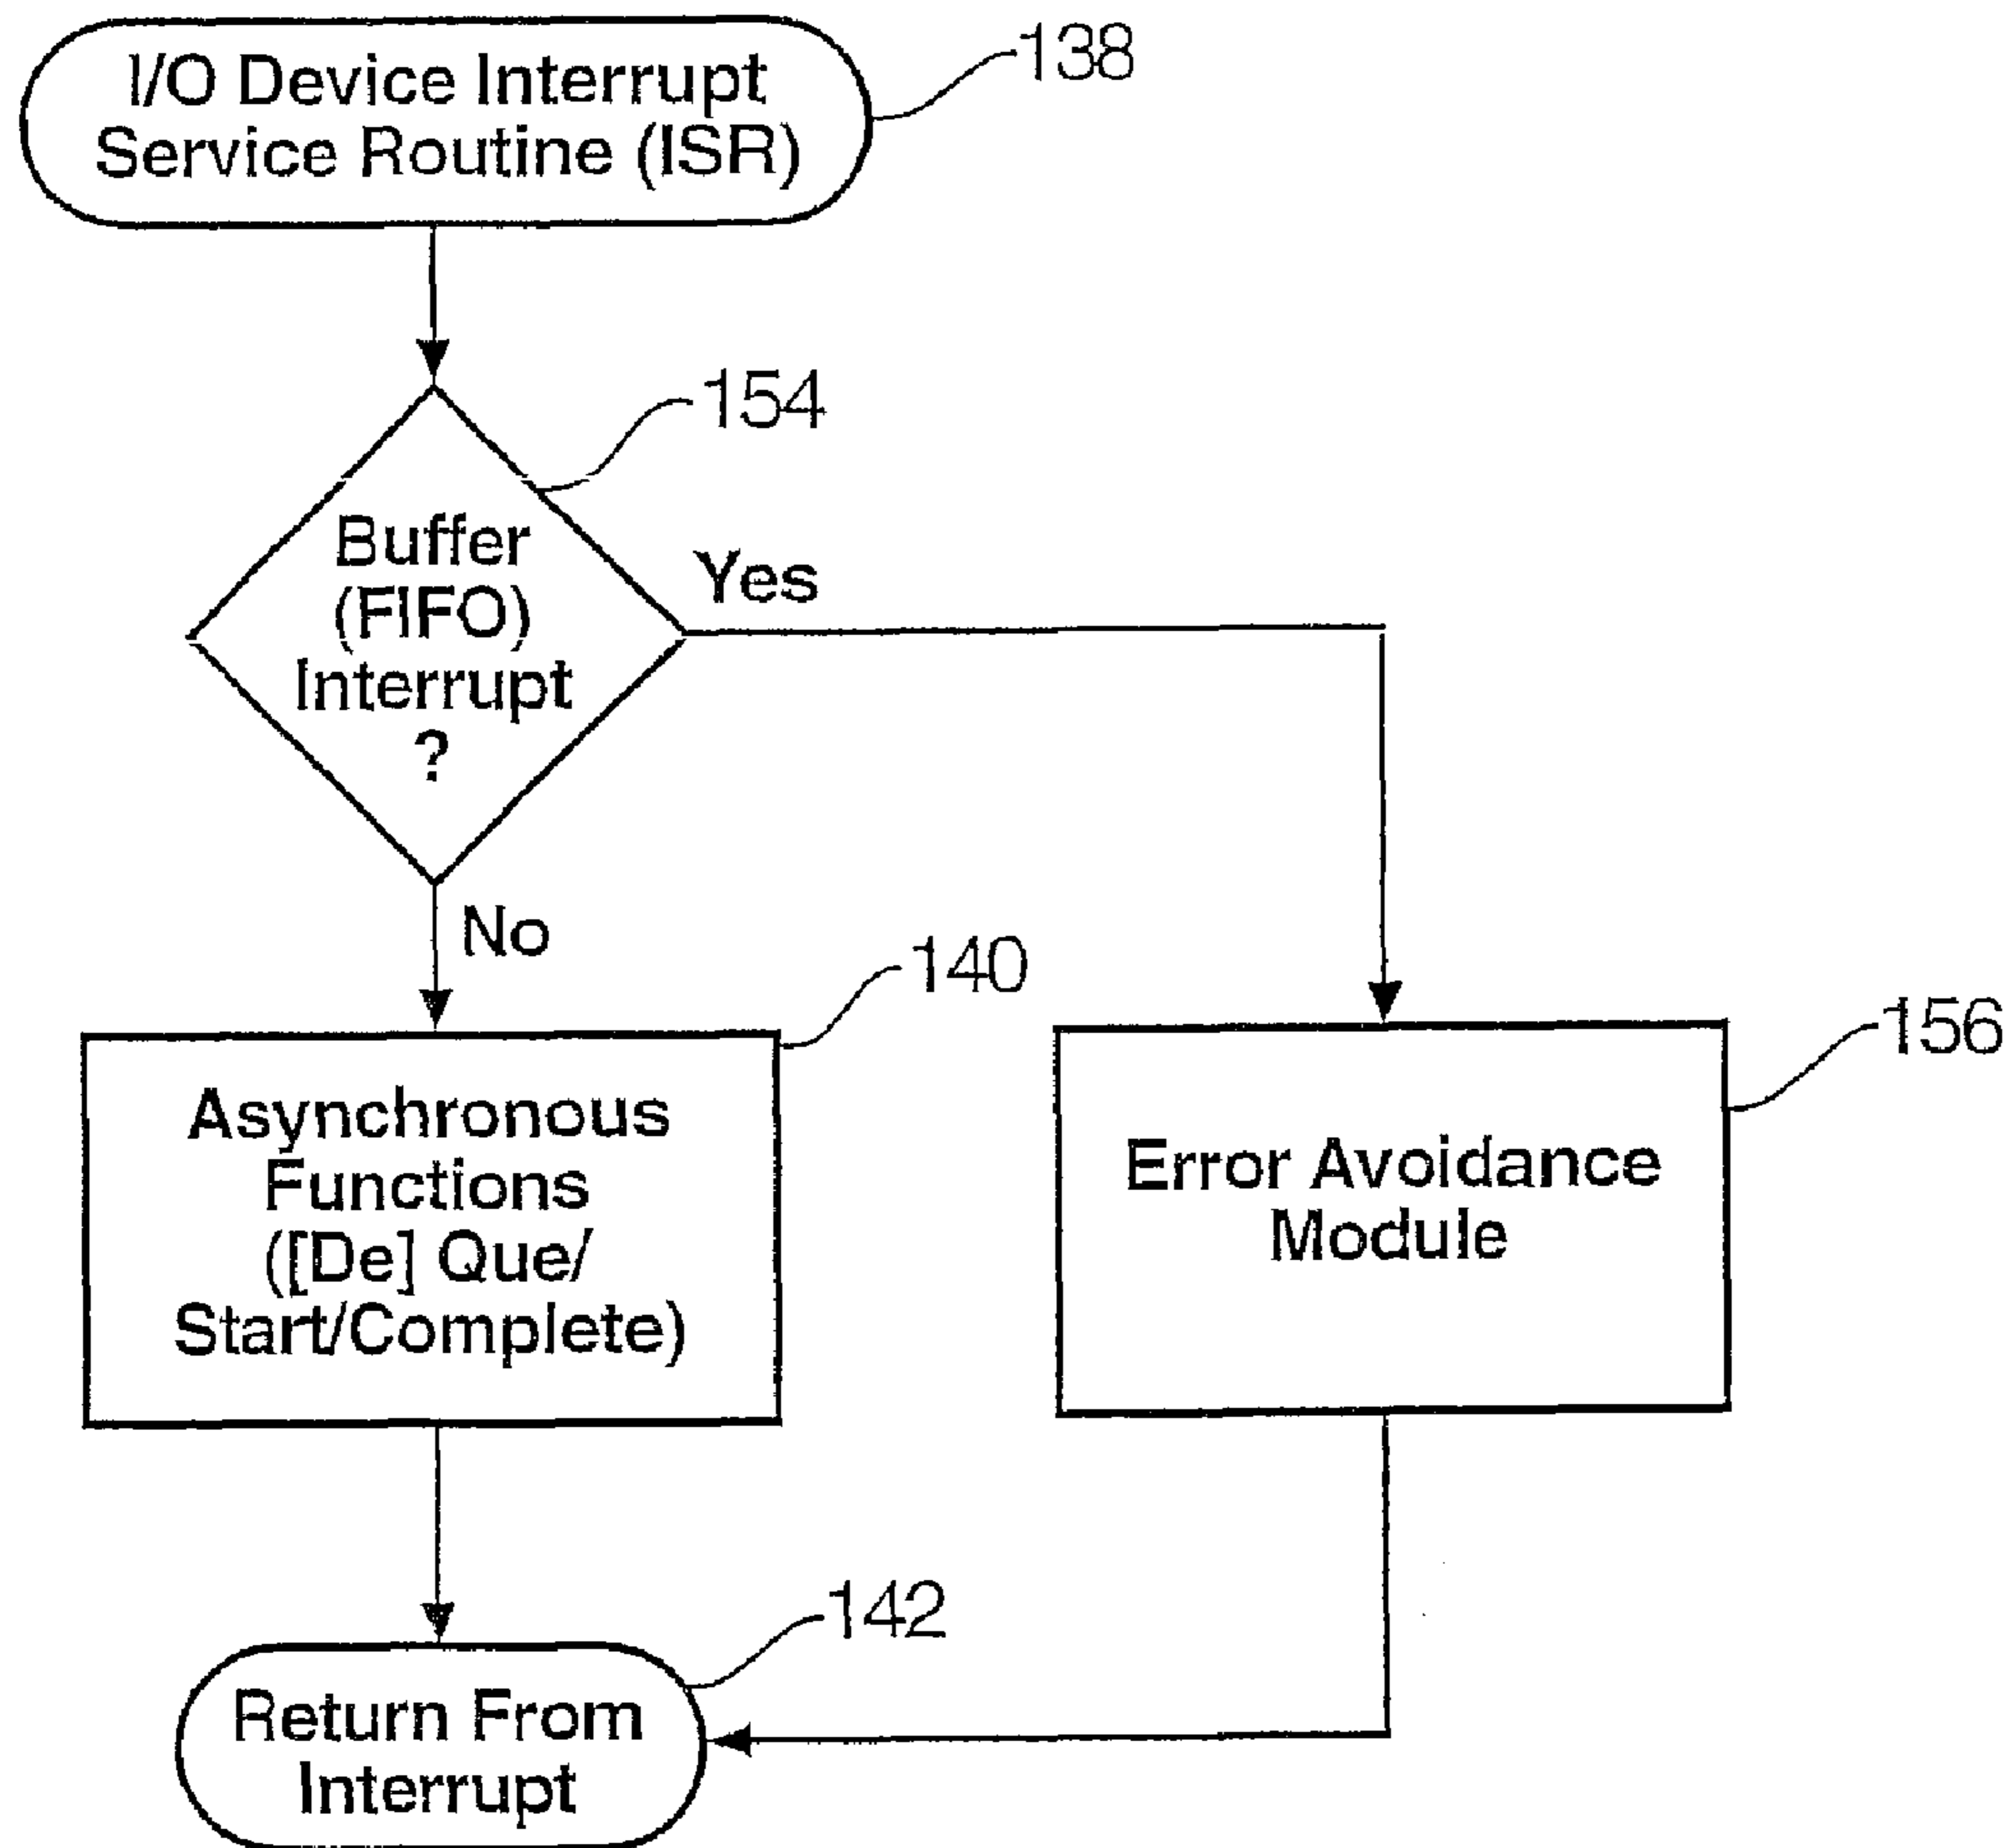 I/O Device Interrupt
Service Routine (ISR)
138
154
Buffer
(FIFO)
Interrupt
?
Yes
No
140
Asynchronous
Functions
([De] Que/
Start/Complete)
156
Error Avoidance
Module
142
Return From
Interrupt